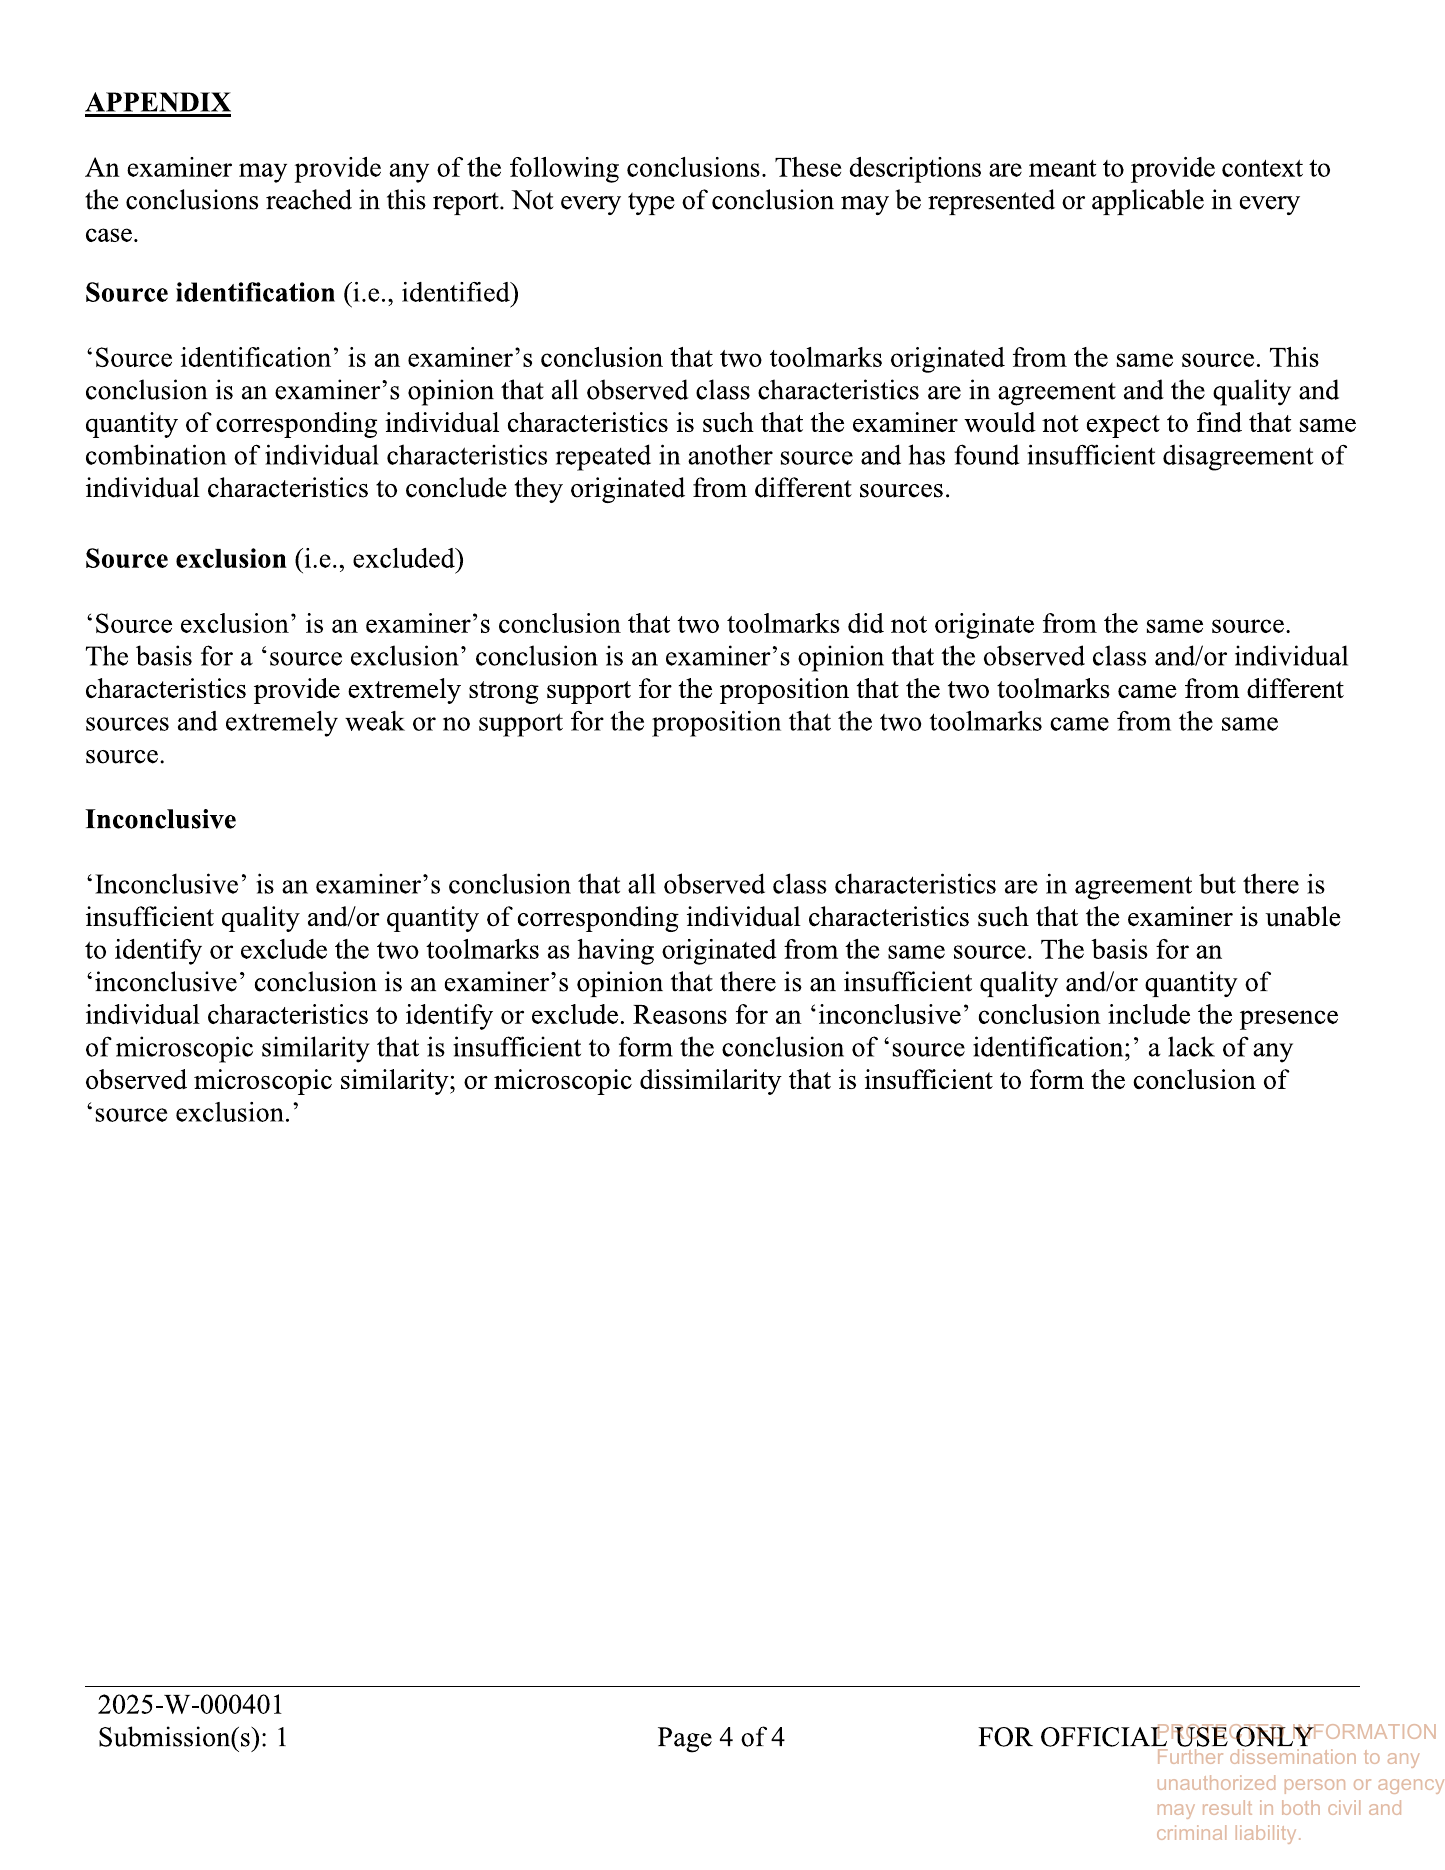 APPENDIX
An examiner may provide any of the following conclusions. These descriptions are meant to provide context to
the conclusions reached in this report. Not every type of conclusion may be represented or applicable in every
case.
Source identification (i.e., identified)
‘Source identification’ is an examiner’s conclusion that two toolmarks originated from the same source. This
conclusion is an examiner’s opinion that all observed class characteristics are in agreement and the quality and
quantity of corresponding individual characteristics is such that the examiner would not expect to find that same
combination of individual characteristics repeated in another source and has found insufficient disagreement of
individual characteristics to conclude they originated from different sources.
Source exclusion (i.e., excluded)
‘Source exclusion’ is an examiner’s conclusion that two toolmarks did not originate from the same source.
The basis for a ‘source exclusion’ conclusion is an examiner’s opinion that the observed class and/or individual
characteristics provide extremely strong support for the proposition that the two toolmarks came from different
sources and extremely weak or no support for the proposition that the two toolmarks came from the same
source.
Inconclusive
‘Inconclusive’ is an examiner’s conclusion that all observed class characteristics are in agreement but there is
insufficient quality and/or quantity of corresponding individual characteristics such that the examiner is unable
to identify or exclude the two toolmarks as having originated from the same source. The basis for an
‘inconclusive’ conclusion is an examiner’s opinion that there is an insufficient quality and/or quantity of
individual characteristics to identify or exclude. Reasons for an ‘inconclusive’ conclusion include the presence
of microscopic similarity that is insufficient to form the conclusion of ‘source identification;’ a lack of any
observed microscopic similarity; or microscopic dissimilarity that is insufficient to form the conclusion of
‘source exclusion.’
2025-W-000401
Submission(s): 1 Page 4 of 4 FOR OFFICIAL USE ONLY
PROTECTED INFORMATION
Further dissemination to any
unauthorized person or agency
may result in both civil and
criminal liability.